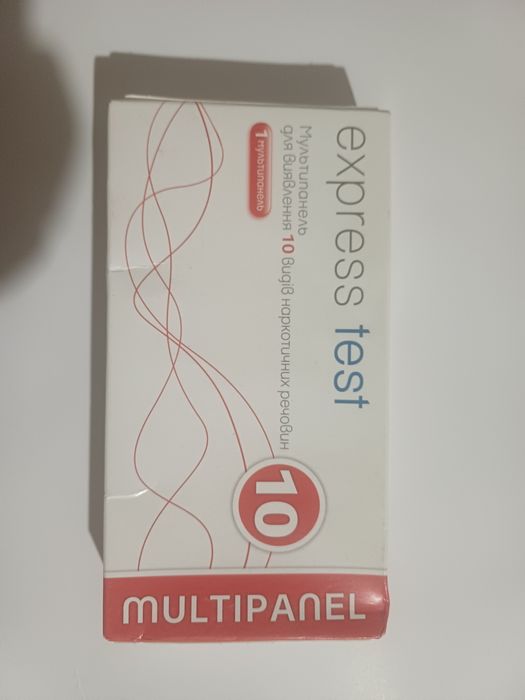 express test
Мультипанель
для виявлення 10 видів наркотичних речовин
1 мультипанель
10
MULTIPANEL